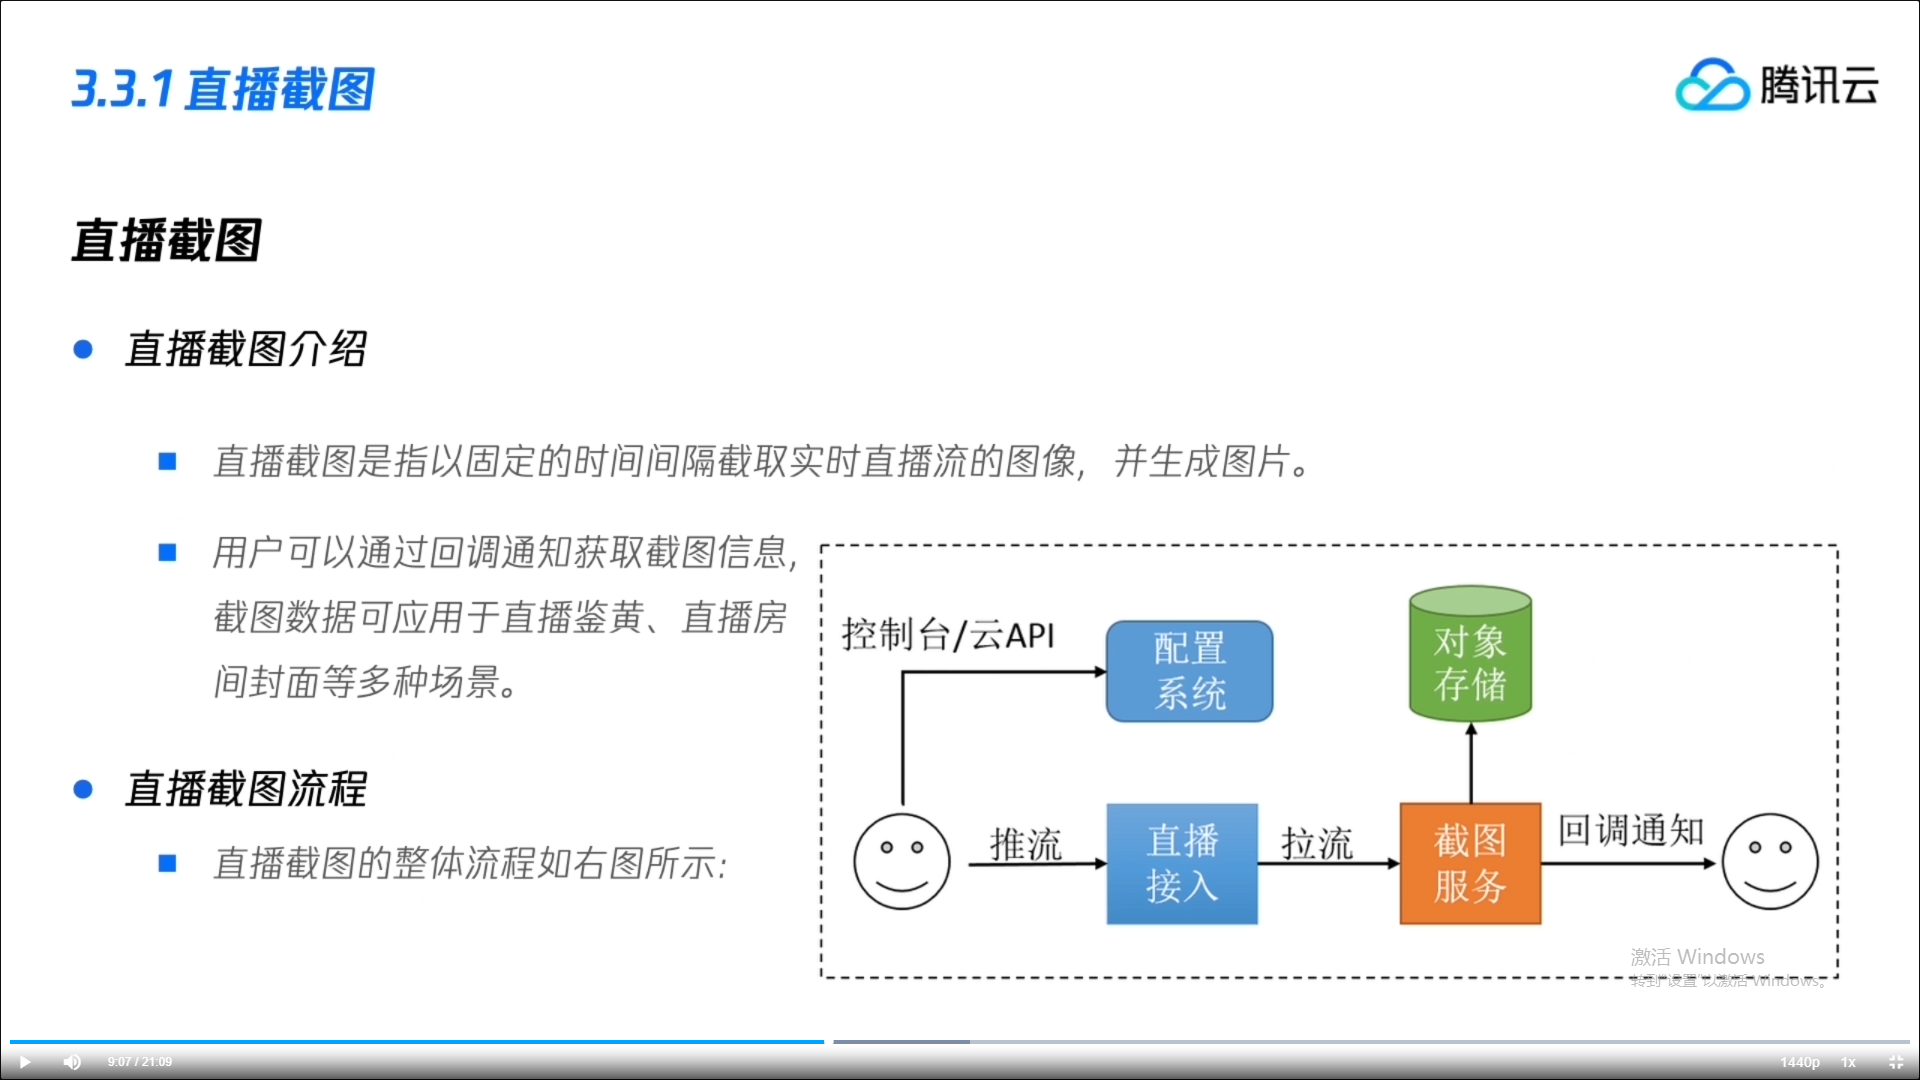 3.3.1 直播截图
腾讯云
直播截图
直播截图介绍
直播截图是指以固定的时间间隔截取实时直播流的图像，并生成图片。
用户可以通过回调通知获取截图信息，
截图数据可应用于直播鉴黄、直播房
间封面等多种场景。
直播截图流程
直播截图的整体流程如右图所示：
控制台/云API
配置
系统
对象
存储
推流
直播
接入
拉流
截图
服务
回调通知
激活 Windows
转到"设置"以激活 Windows。
9:07 / 21:09
1440p
1x